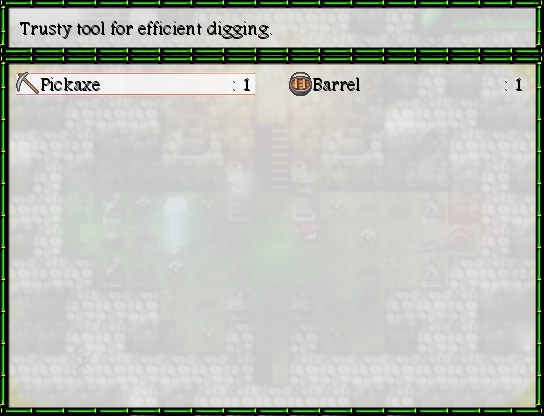 Trusty tool for efficient digging.
Pickaxe : 1 Barrel : 1